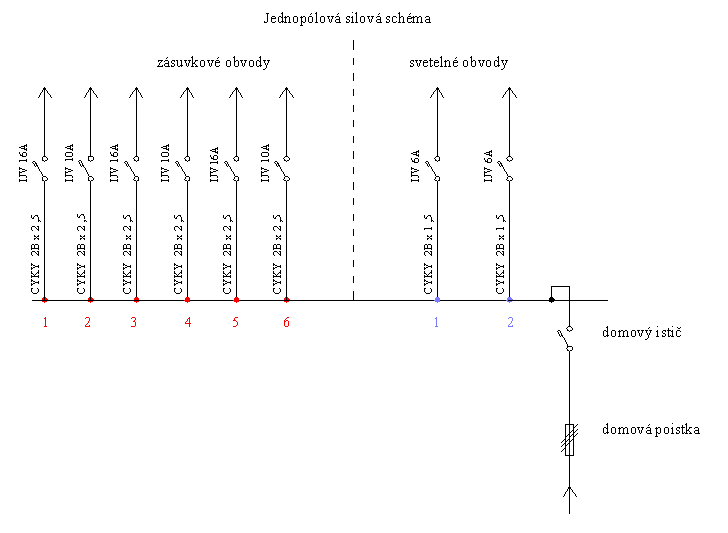 Jednopólová silová schéma
zásuvkové obvody
svetelné obvody
IJV 16A
IJV 10A
IJV 16A
IJV 10A
IJV 16A
IJV 10A
IJV 6A
IJV 6A
CYKY 2B x 2,5
CYKY 2B x 2,5
CYKY 2B x 2,5
CYKY 2B x 2,5
CYKY 2B x 2,5
CYKY 2B x 2,5
CYKY 2B x 1,5
CYKY 2B x 1,5
1 2 3 4 5 6 1 2
domový istič
domová poistka